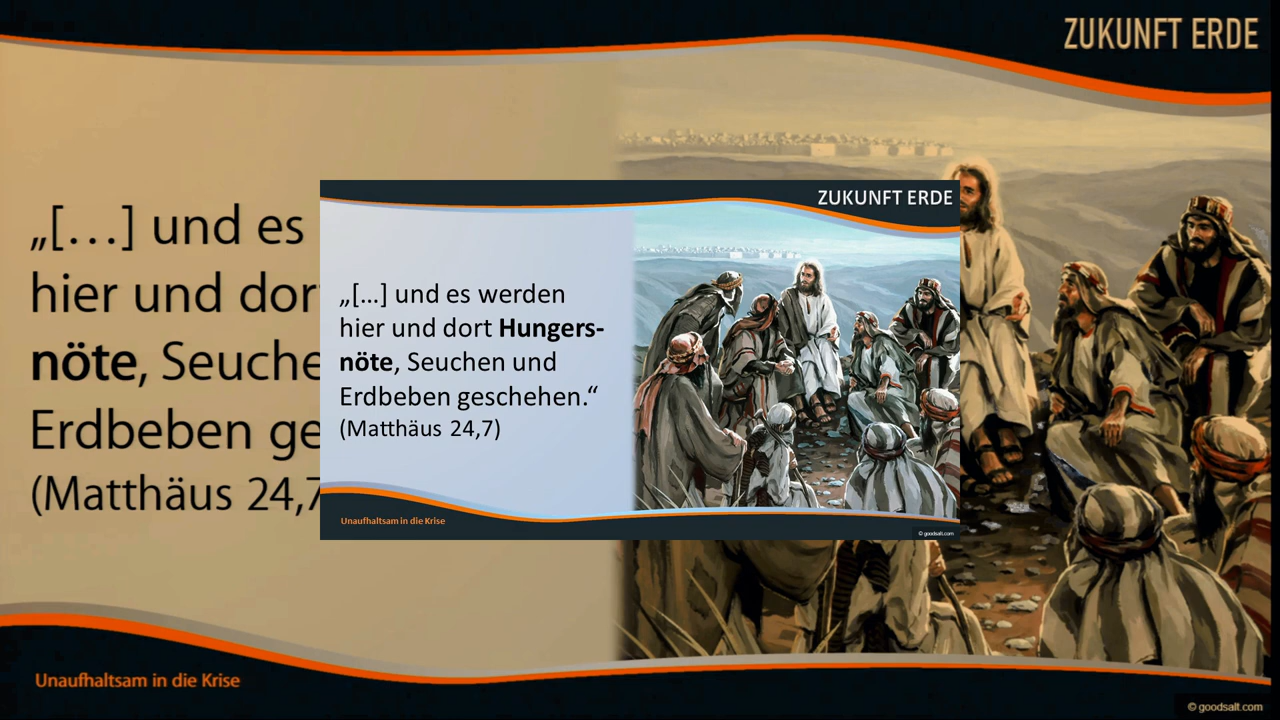 ZUKUNFT ERDE
„[…] und es
hier und dor
nöte, Seuche
Erdbeben ge
(Matthäus 24,7
Unaufhaltsam in die Krise
© goodsalt.com
ZUKUNFT ERDE
„[…] und es werden
hier und dort Hungers-
nöte, Seuchen und
Erdbeben geschehen.“
(Matthäus 24,7)
Unaufhaltsam in die Krise
© goodsalt.com